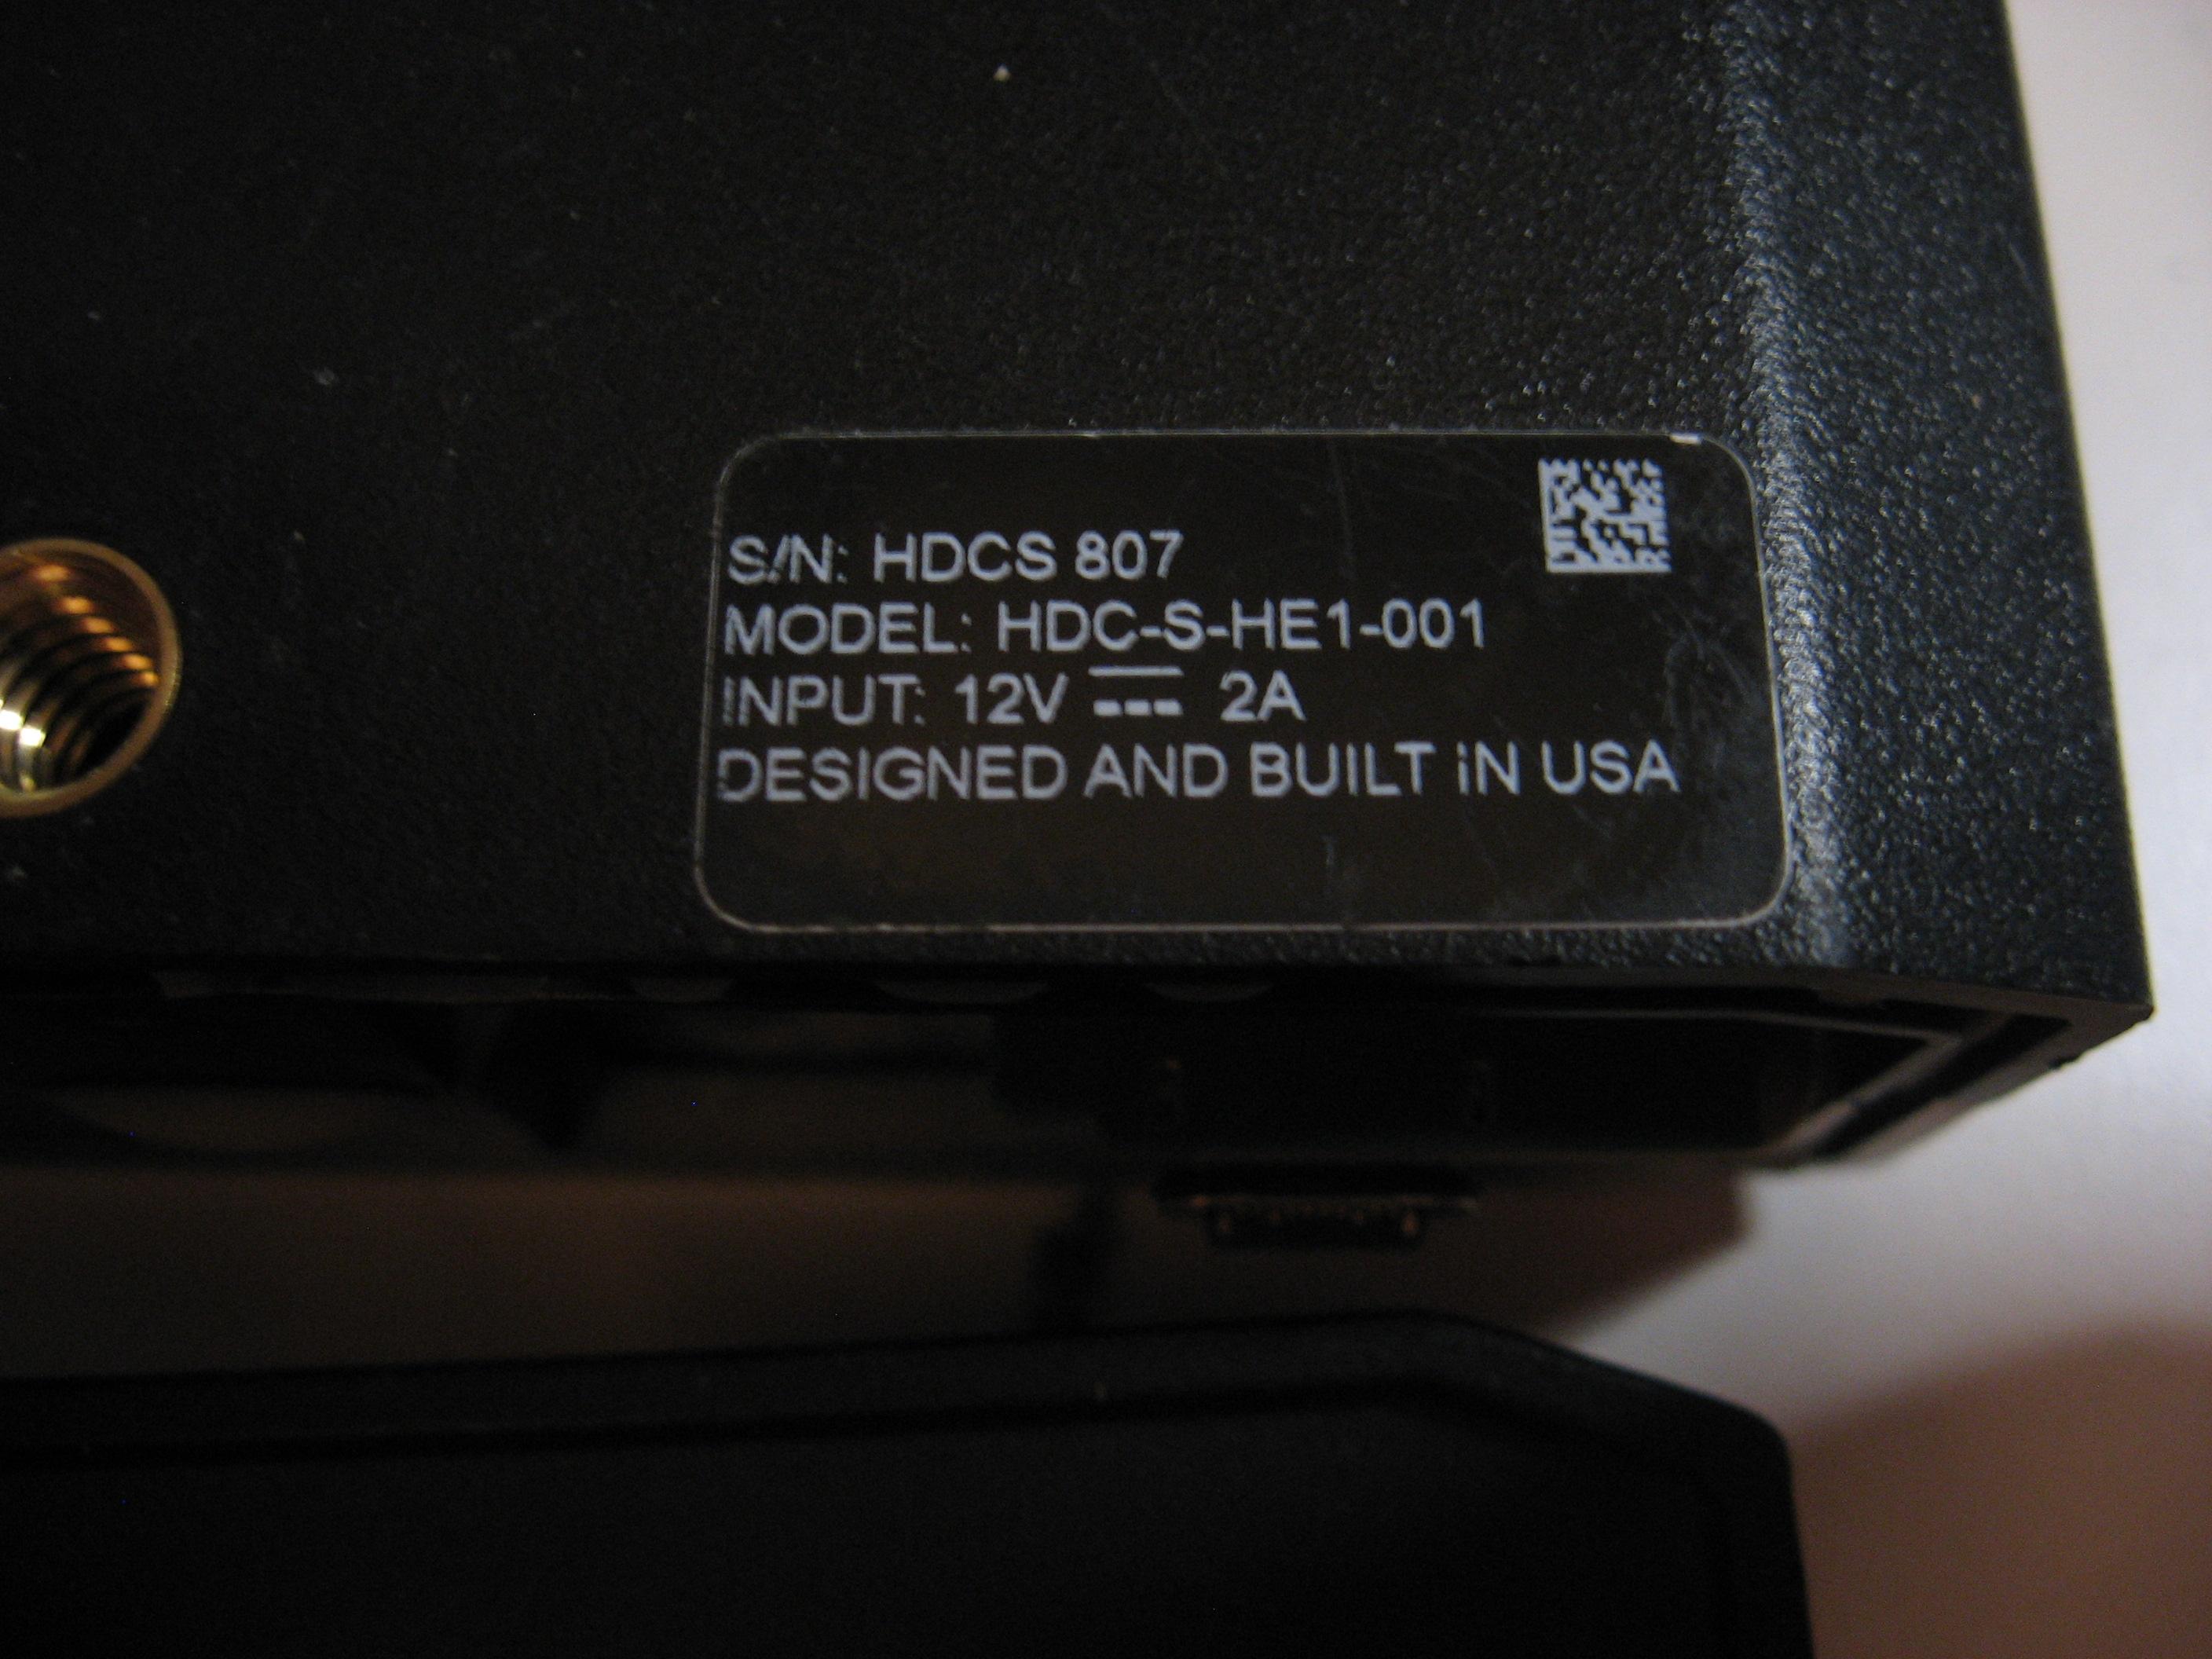 S/N: HDCS 807
MODEL: HDC-S-HE1-001
INPUT: 12V ⎓ 2A
DESIGNED AND BUILT IN USA